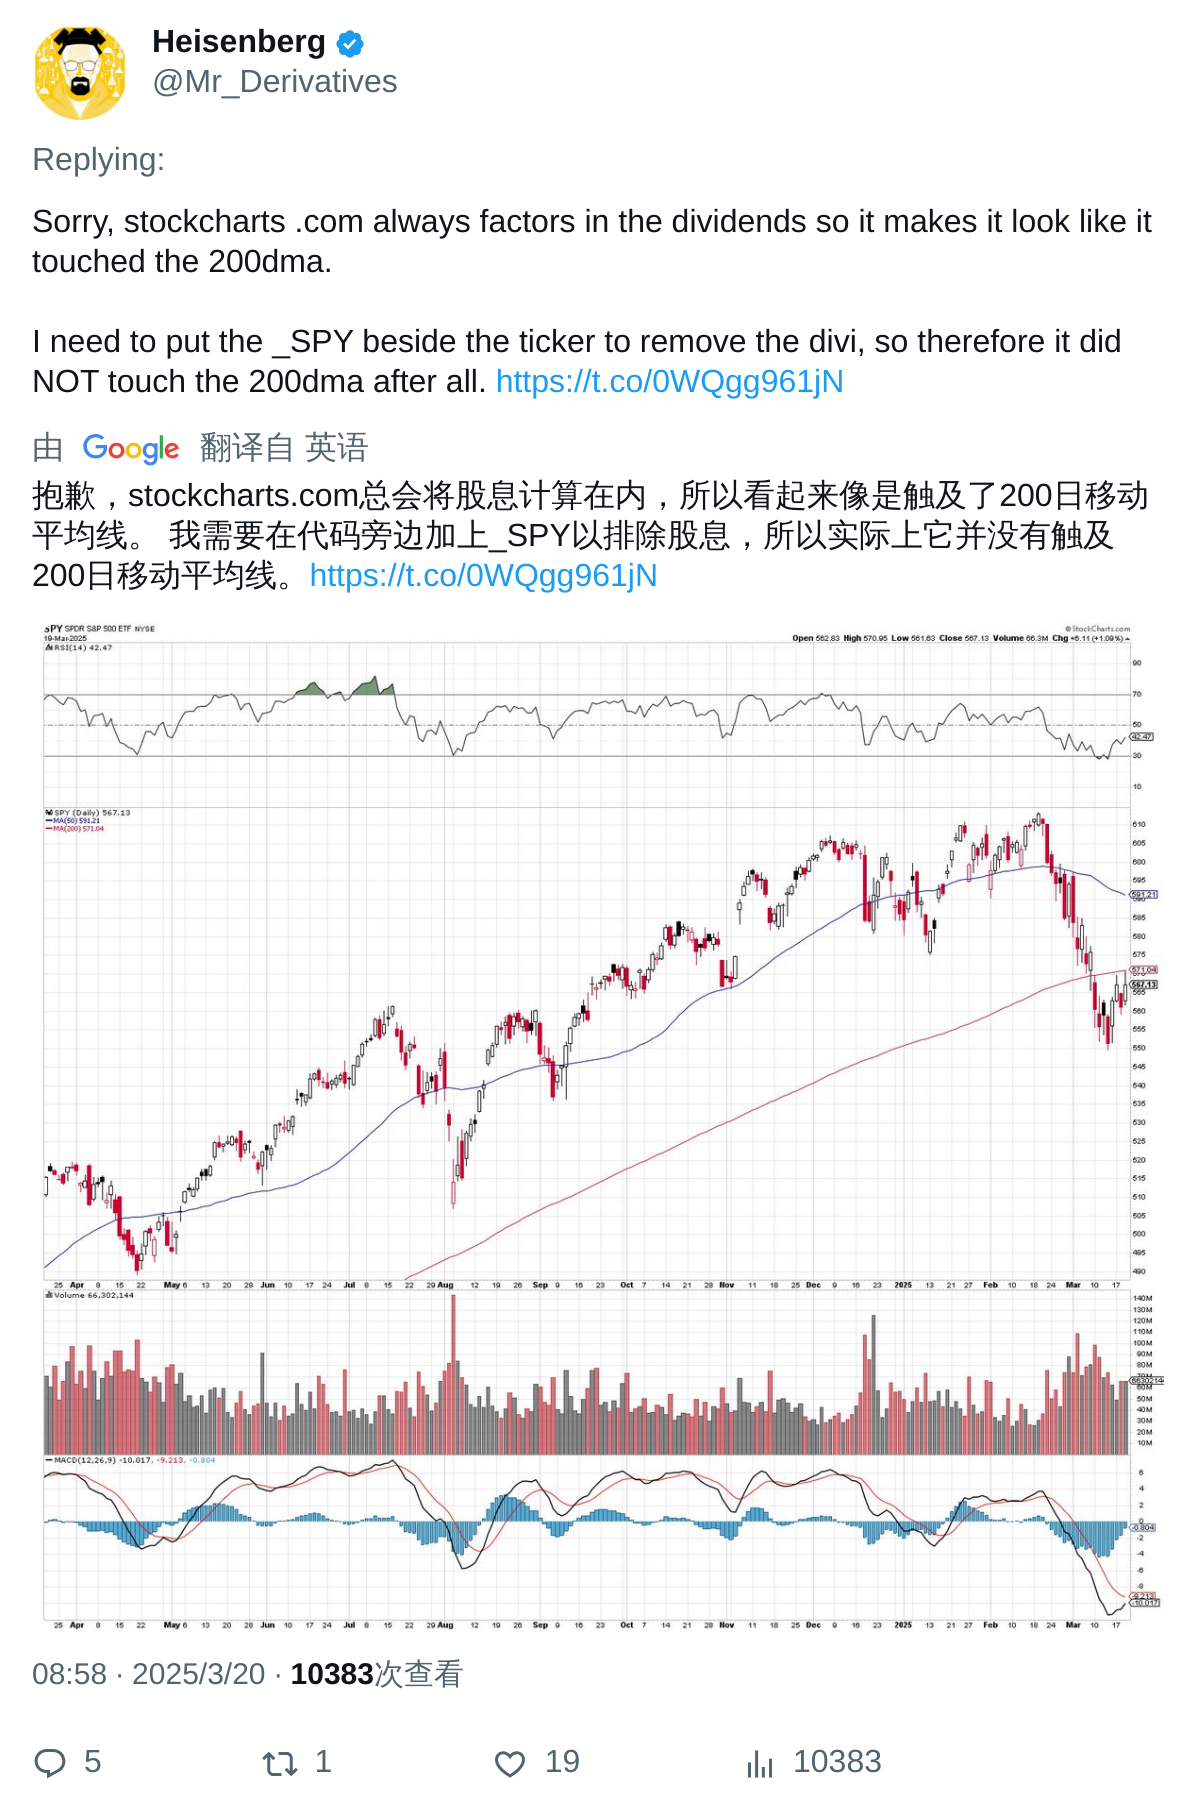 Heisenberg
@Mr_Derivatives
Replying:
Sorry, stockcharts .com always factors in the dividends so it makes it look like it
touched the 200dma.
I need to put the _SPY beside the ticker to remove the divi, so therefore it did
NOT touch the 200dma after all. https://t.co/0WQgg961jN
由 Google 翻译自 英语
抱歉，stockcharts.com总会将股息计算在内，所以看起来像是触及了200日移动
平均线。 我需要在代码旁边加上_SPY以排除股息，所以实际上它并没有触及
200日移动平均线。https://t.co/0WQgg961jN
SPY SPDR S&P 500 ETF NYSE
© StockCharts.com
19-Mar-2025
Open 562.83 High 570.95 Low 561.63 Close 567.13 Volume 66.3M Chg +6.11 (+1.09%)
RSI(14) 42.47
90
70
50
42.47
30
10
SPY (Daily) 567.13
MA(50) 591.21
MA(200) 571.04
610
605
600
595
591.21
590
585
580
575
571.04
567.13
565
560
555
550
545
540
535
530
525
520
515
510
505
500
495
490
25 Apr 8 15 22 May 6 13 20 28 Jun 10 17 24 Jul 8 15 22 29 Aug 12 19 26 Sep 9 16 23 Oct 7 14 21 28 Nov 11 18 25 Dec 9 16 23 2025 13 21 27 Feb 10 18 24 Mar 10 17
Volume 66,302,144
140M
130M
120M
110M
100M
90M
80M
70M
66302144
60M
50M
40M
30M
20M
10M
MACD(12,26,9) -10.017, -9.213, -0.804
6
4
2
0
-0.804
-2
-4
-6
-8
-9.213
-10.017
25 Apr 8 15 22 May 6 13 20 28 Jun 10 17 24 Jul 8 15 22 29 Aug 12 19 26 Sep 9 16 23 Oct 7 14 21 28 Nov 11 18 25 Dec 9 16 23 2025 13 21 27 Feb 10 18 24 Mar 10 17
08:58 · 2025/3/20 · 10383次查看
5 1 19 10383